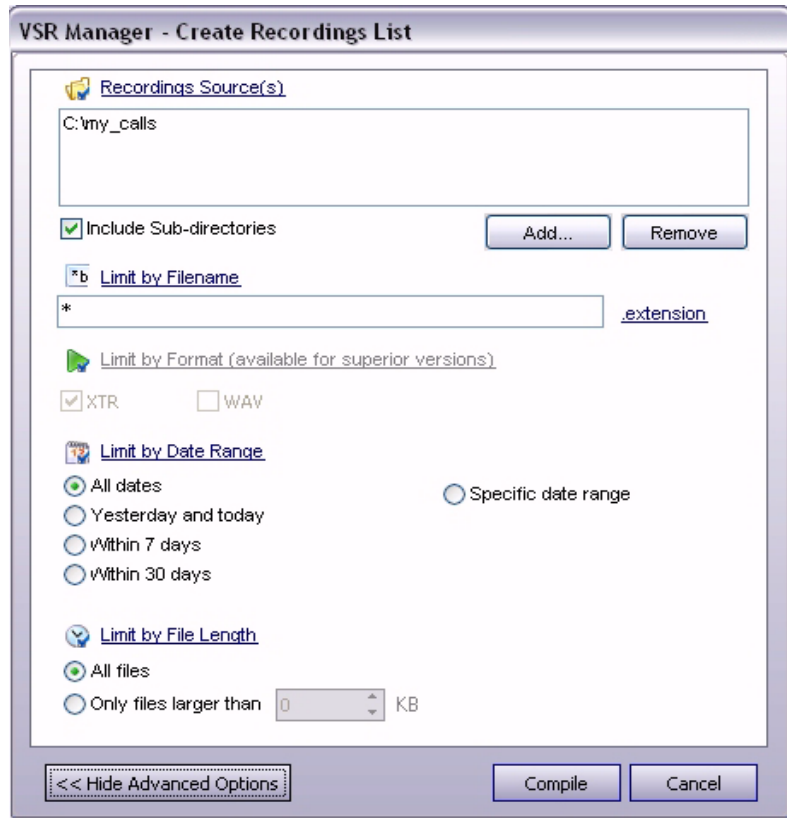 VSR Manager - Create Recordings List
Recordings Source(s)
C:\my_calls
Include Sub-directories
Add...
Remove
*b Limit by Filename
*
.extension
Limit by Format (available for superior versions)
XTR
WAV
12 Limit by Date Range
All dates
Specific date range
Yesterday and today
Within 7 days
Within 30 days
Limit by File Length
All files
Only files larger than 0 KB
<< Hide Advanced Options
Compile
Cancel